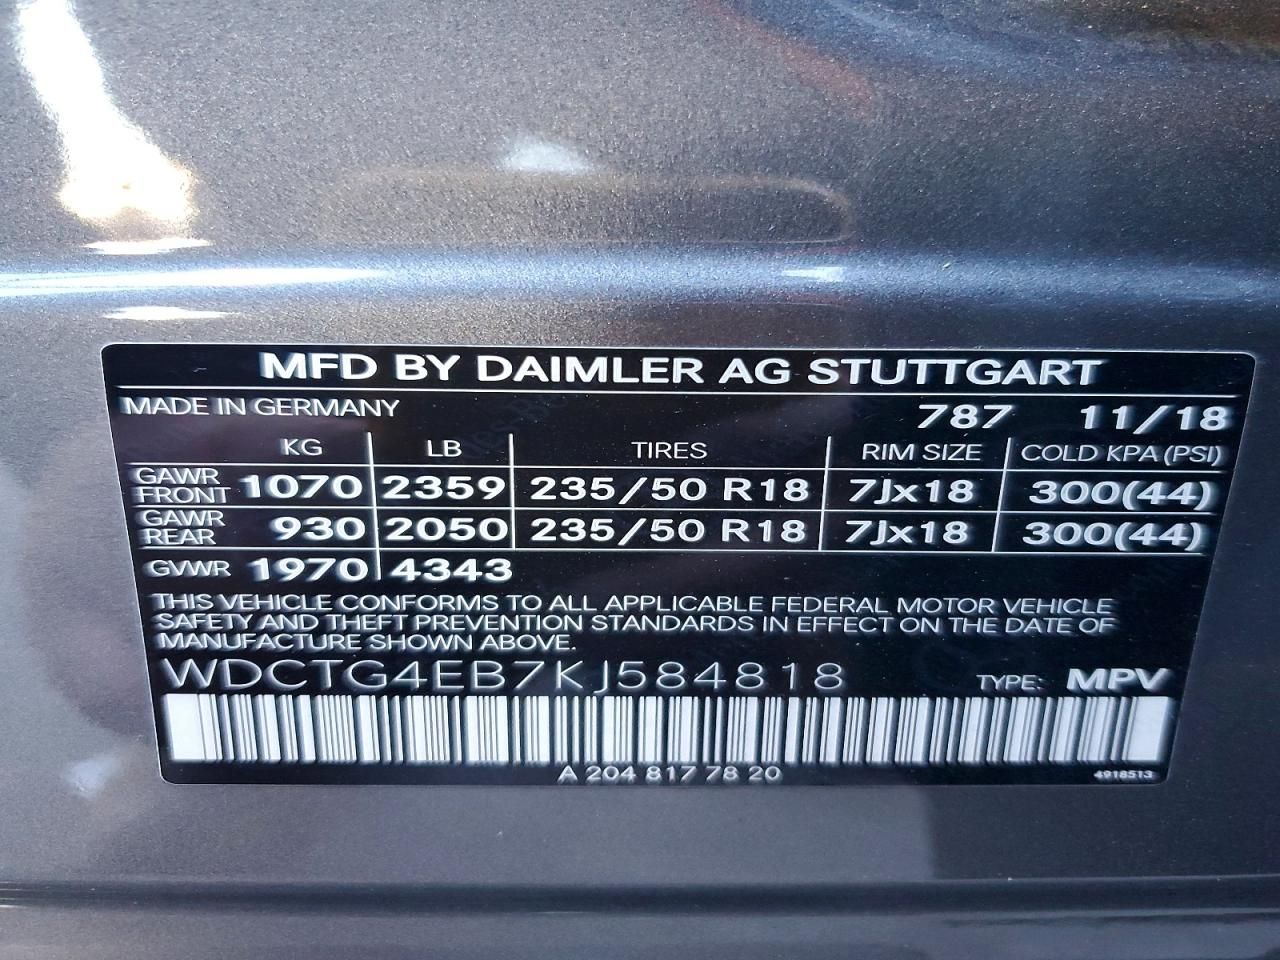 MFD BY DAIMLER AG STUTTGART
MADE IN GERMANY 787 11/18
KG LB TIRES RIM SIZE COLD KPA (PSI)
GAWR FRONT 1070 2359 235/50 R18 7Jx18 300(44)
GAWR REAR 930 2050 235/50 R18 7Jx18 300(44)
GVWR 1970 4343
THIS VEHICLE CONFORMS TO ALL APPLICABLE FEDERAL MOTOR VEHICLE
SAFETY AND THEFT PREVENTION STANDARDS IN EFFECT ON THE DATE OF
MANUFACTURE SHOWN ABOVE.
WDCTG4EB7KJ584818 TYPE: MPV
A 204 817 78 20 4918513